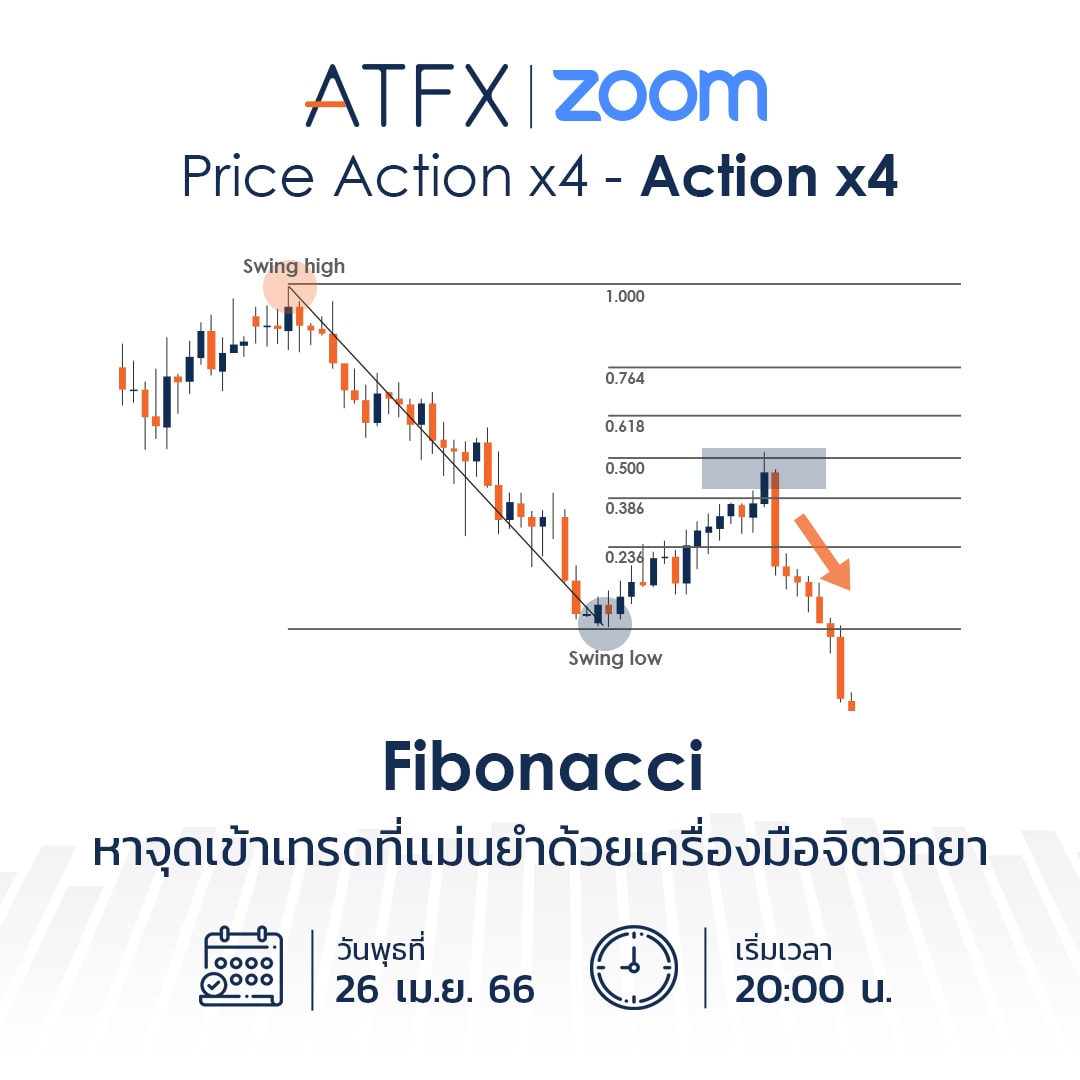 ATFX | zoom
Price Action x4 - Action x4
Swing high
1.000
0.764
0.618
0.500
0.386
0.236
Swing low
Fibonacci
หาจุดเข้าเทรดที่แม่นยำด้วยเครื่องมือจิตวิทยา
วันพุธที่
26 เม.ย. 66
เริ่มเวลา
20:00 น.